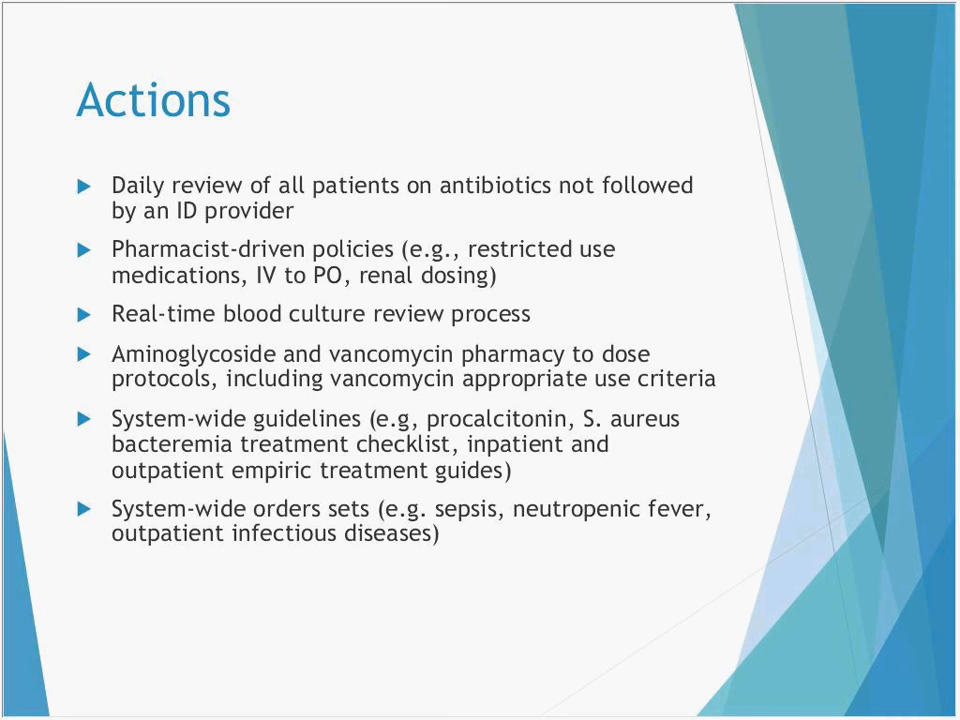 Actions
Daily review of all patients on antibiotics not followed
by an ID provider
Pharmacist-driven policies (e.g., restricted use
medications, IV to PO, renal dosing)
Real-time blood culture review process
Aminoglycoside and vancomycin pharmacy to dose
protocols, including vancomycin appropriate use criteria
System-wide guidelines (e.g, procalcitonin, S. aureus
bacteremia treatment checklist, inpatient and
outpatient empiric treatment guides)
System-wide orders sets (e.g. sepsis, neutropenic fever,
outpatient infectious diseases)